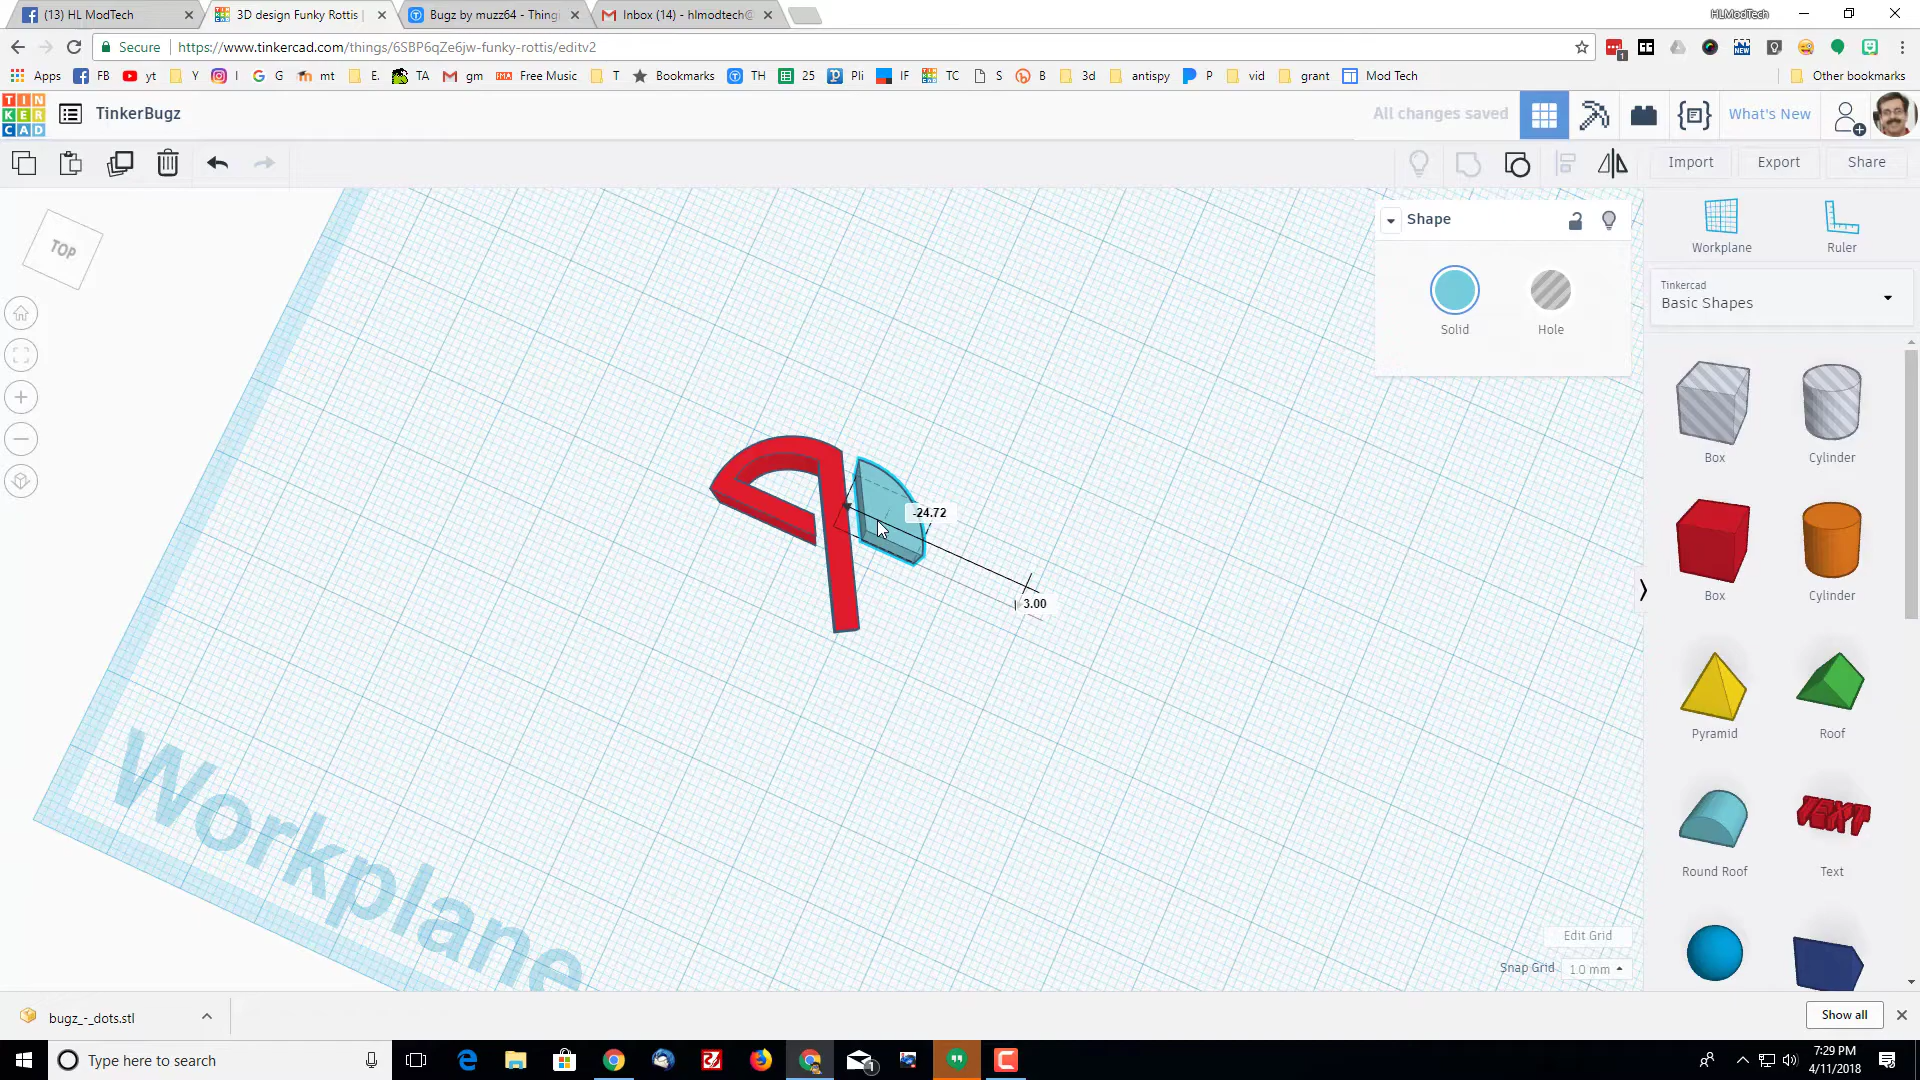 (13) HL ModTech
3D design Funky Rottis |
Bugz by muzz64 - Thing
Inbox (14) - hlmodtech@
HLModTech
Secure
https://www.tinkercad.com/things/6SBP6qZe6jw-funky-rottis/editv2
Apps
FB
yt
Y
I
G
mt
E.
TA
gm
Free Music
T
Bookmarks
TH
25
Pli
IF
TC
S
B
3d
antispy
P
vid
grant
Mod Tech
Other bookmarks
TIN
KER
CAD
TinkerBugz
All changes saved
What's New
Import
Export
Share
TOP
Shape
Solid
Hole
Workplane
Ruler
Tinkercad
Basic Shapes
Box
Cylinder
Box
Cylinder
Pyramid
Roof
Round Roof
TEXT
Text
-24.72
3.00
Workplane
Edit Grid
Snap Grid
1.0 mm
bugz_-_dots.stl
Show all
Type here to search
7:29 PM
4/11/2018